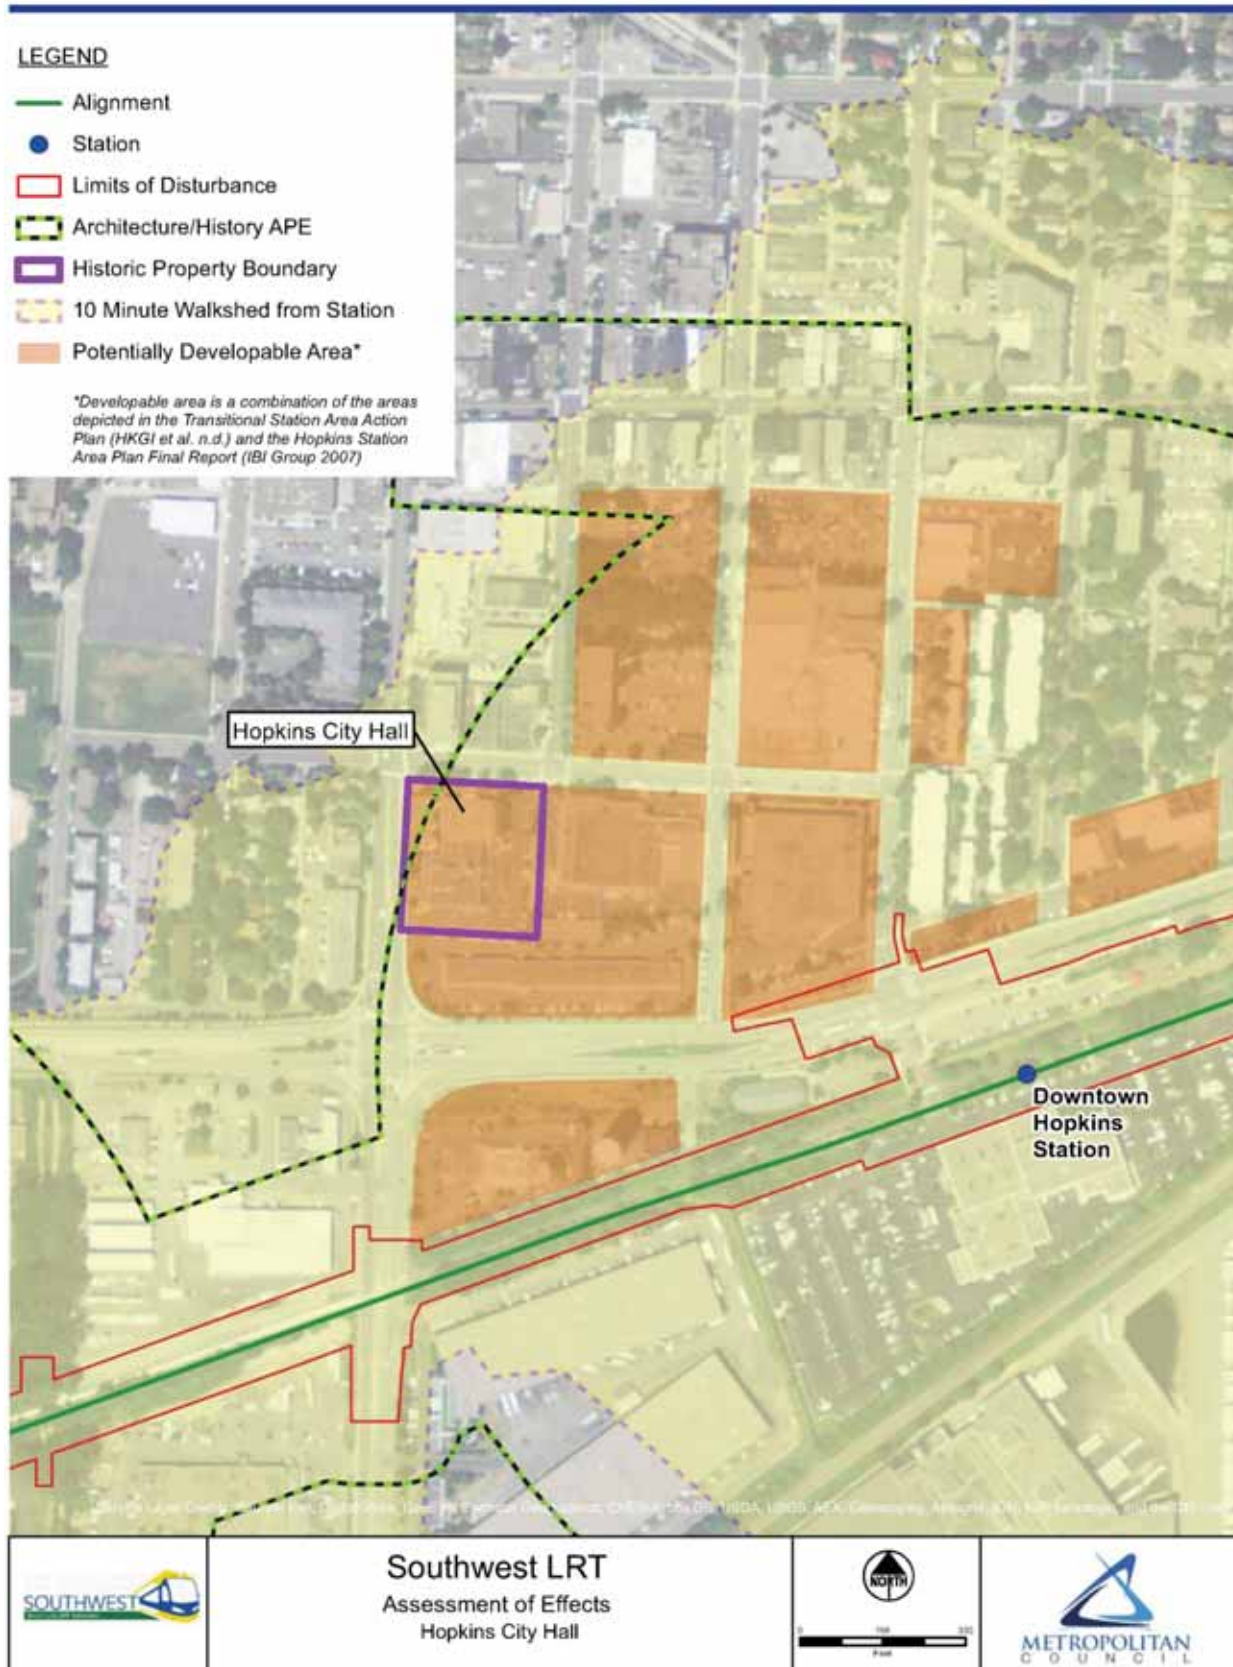 LEGEND
Alignment
Station
Limits of Disturbance
Architecture/History APE
Historic Property Boundary
10 Minute Walkshed from Station
Potentially Developable Area*
*Developable area is a combination of the areas
depicted in the Transitional Station Area Action
Plan (HKGI et al. n.d.) and the Hopkins Station
Area Plan Final Report (IBI Group 2007)
Hopkins City Hall
Downtown
Hopkins
Station
SOUTHWEST
Southwest LRT
Assessment of Effects
Hopkins City Hall
NORTH
0
Feet
METROPOLITAN
COUNCIL